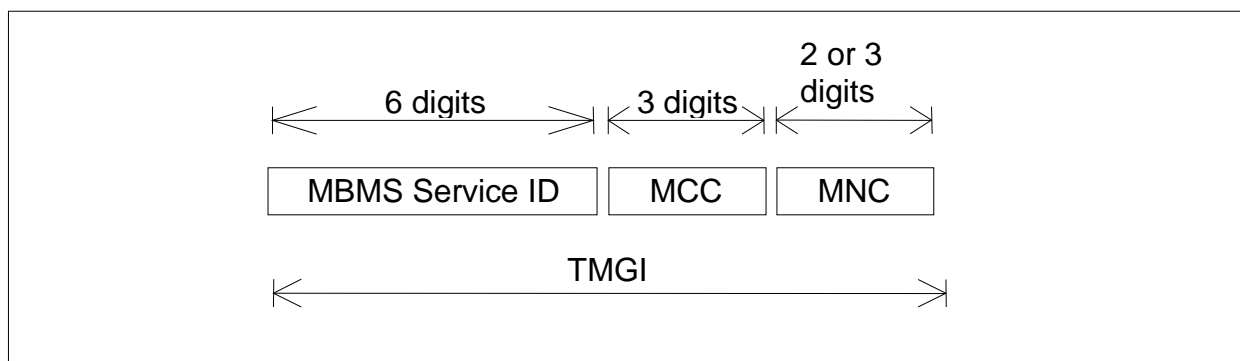 2 or 3
digits
6 digits
3 digits
MBMS Service ID
MCC
MNC
TMGI